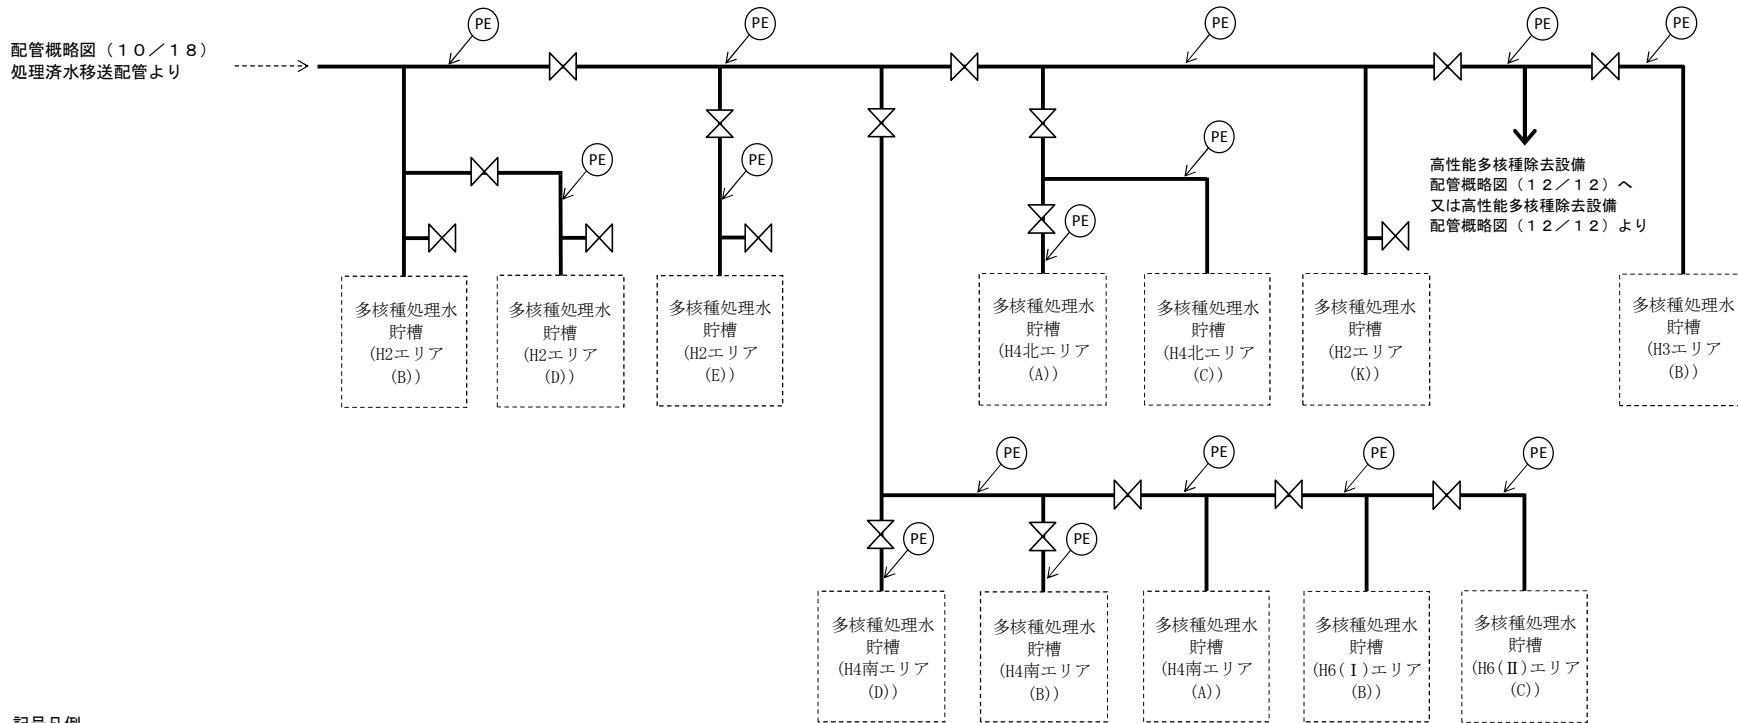 配管概略図（１０／１８）
処理済水移送配管より
PE
PE
PE
PE
PE
PE
PE
PE
PE
高性能多核種除去設備
配管概略図（１２／１２）へ
又は高性能多核種除去設備
配管概略図（１２／１２）より
多核種処理水
貯槽
(H2エリア
(B))
多核種処理水
貯槽
(H2エリア
(D))
多核種処理水
貯槽
(H2エリア
(E))
多核種処理水
貯槽
(H4北エリア
(A))
多核種処理水
貯槽
(H4北エリア
(C))
多核種処理水
貯槽
(H2エリア
(K))
多核種処理水
貯槽
(H3エリア
(B))
PE
PE
PE
PE
PE
PE
多核種処理水
貯槽
(H4南エリア
(D))
多核種処理水
貯槽
(H4南エリア
(B))
多核種処理水
貯槽
(H4南エリア
(A))
多核種処理水
貯槽
(H6(Ⅰ)エリア
(B))
多核種処理水
貯槽
(H6(Ⅱ)エリア
(C))
記号凡例